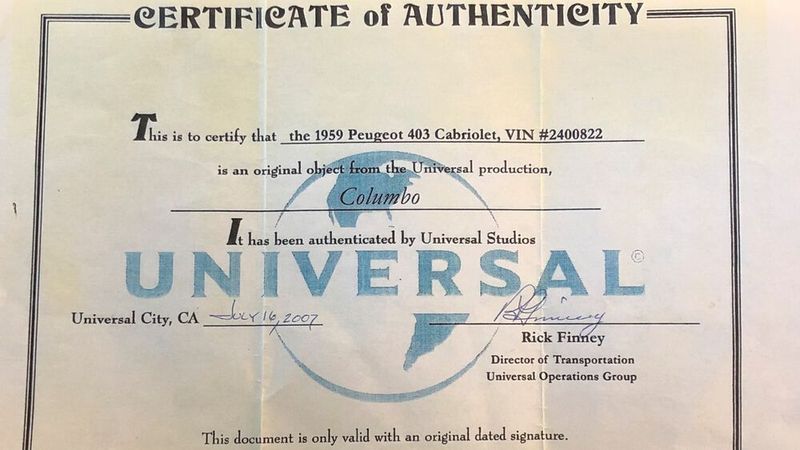 CERTIFICATE of AUTHENTICITY
This is to certify that the 1959 Peugeot 403 Cabriolet, VIN #2400822
is an original object from the Universal production,
Columbo
It has been authenticated by Universal Studios
UNIVERSAL©
Universal City, CA July 16, 2007
R Finney
Rick Finney
Director of Transportation
Universal Operations Group
This document is only valid with an original dated signature.